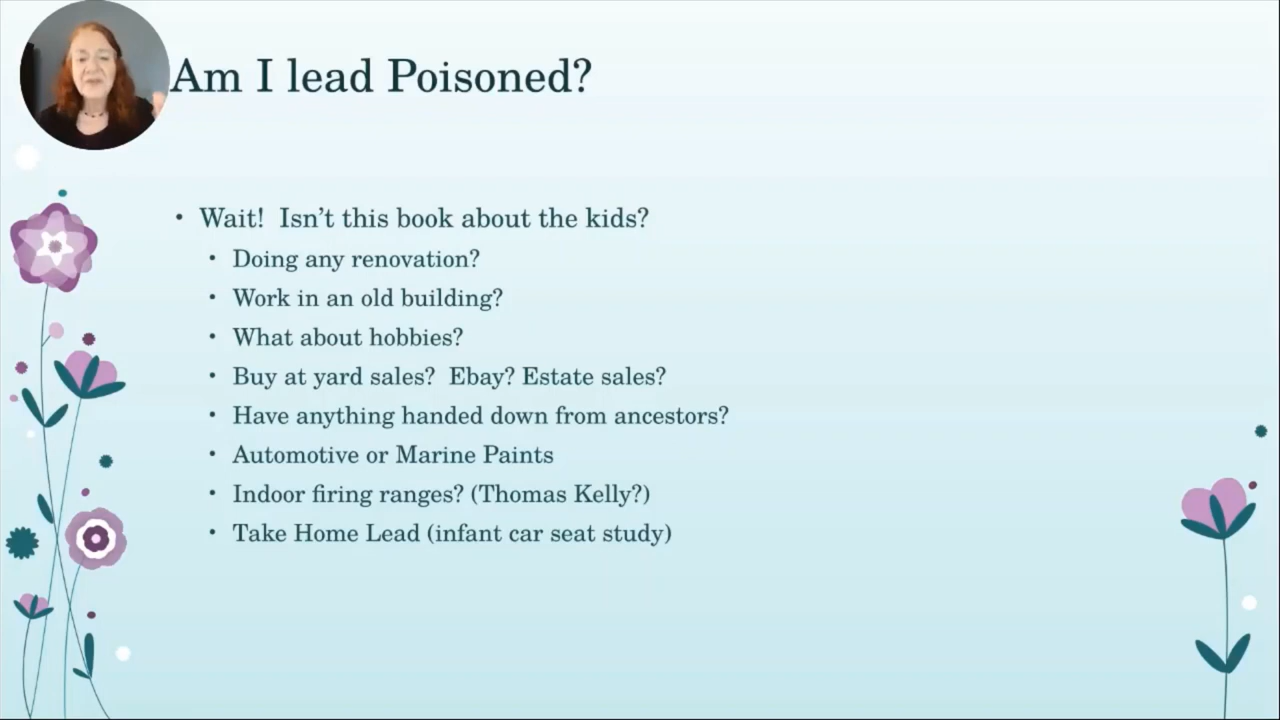 Am I lead Poisoned?
• Wait!  Isn’t this book about the kids?
• Doing any renovation?
• Work in an old building?
• What about hobbies?
• Buy at yard sales?  Ebay? Estate sales?
• Have anything handed down from ancestors?
• Automotive or Marine Paints
• Indoor firing ranges? (Thomas Kelly?)
• Take Home Lead (infant car seat study)